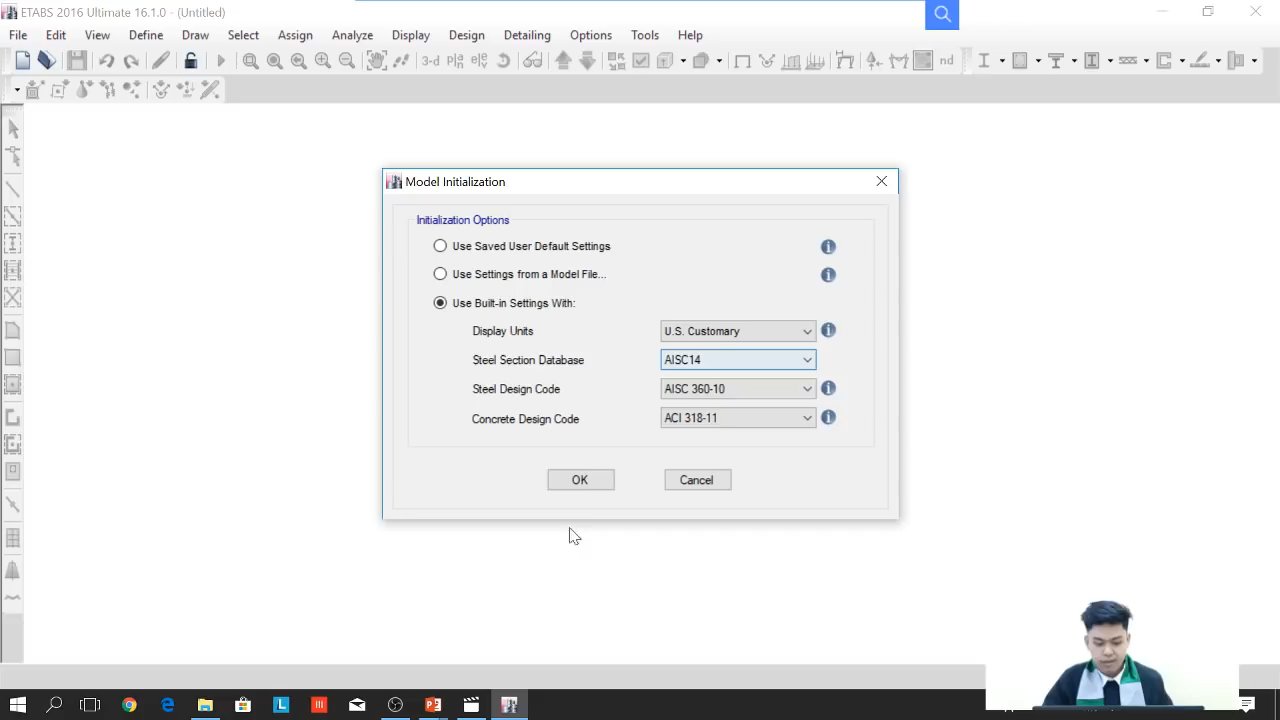 ETABS 2016 Ultimate 16.1.0 - (Untitled)
File Edit View Define Draw Select Assign Analyze Display Design Detailing Options Tools Help
3-d
nd
Model Initialization
Initialization Options
Use Saved User Default Settings
Use Settings from a Model File...
Use Built-in Settings With:
Display Units U.S. Customary
Steel Section Database AISC14
Steel Design Code AISC 360-10
Concrete Design Code ACI 318-11
OK Cancel